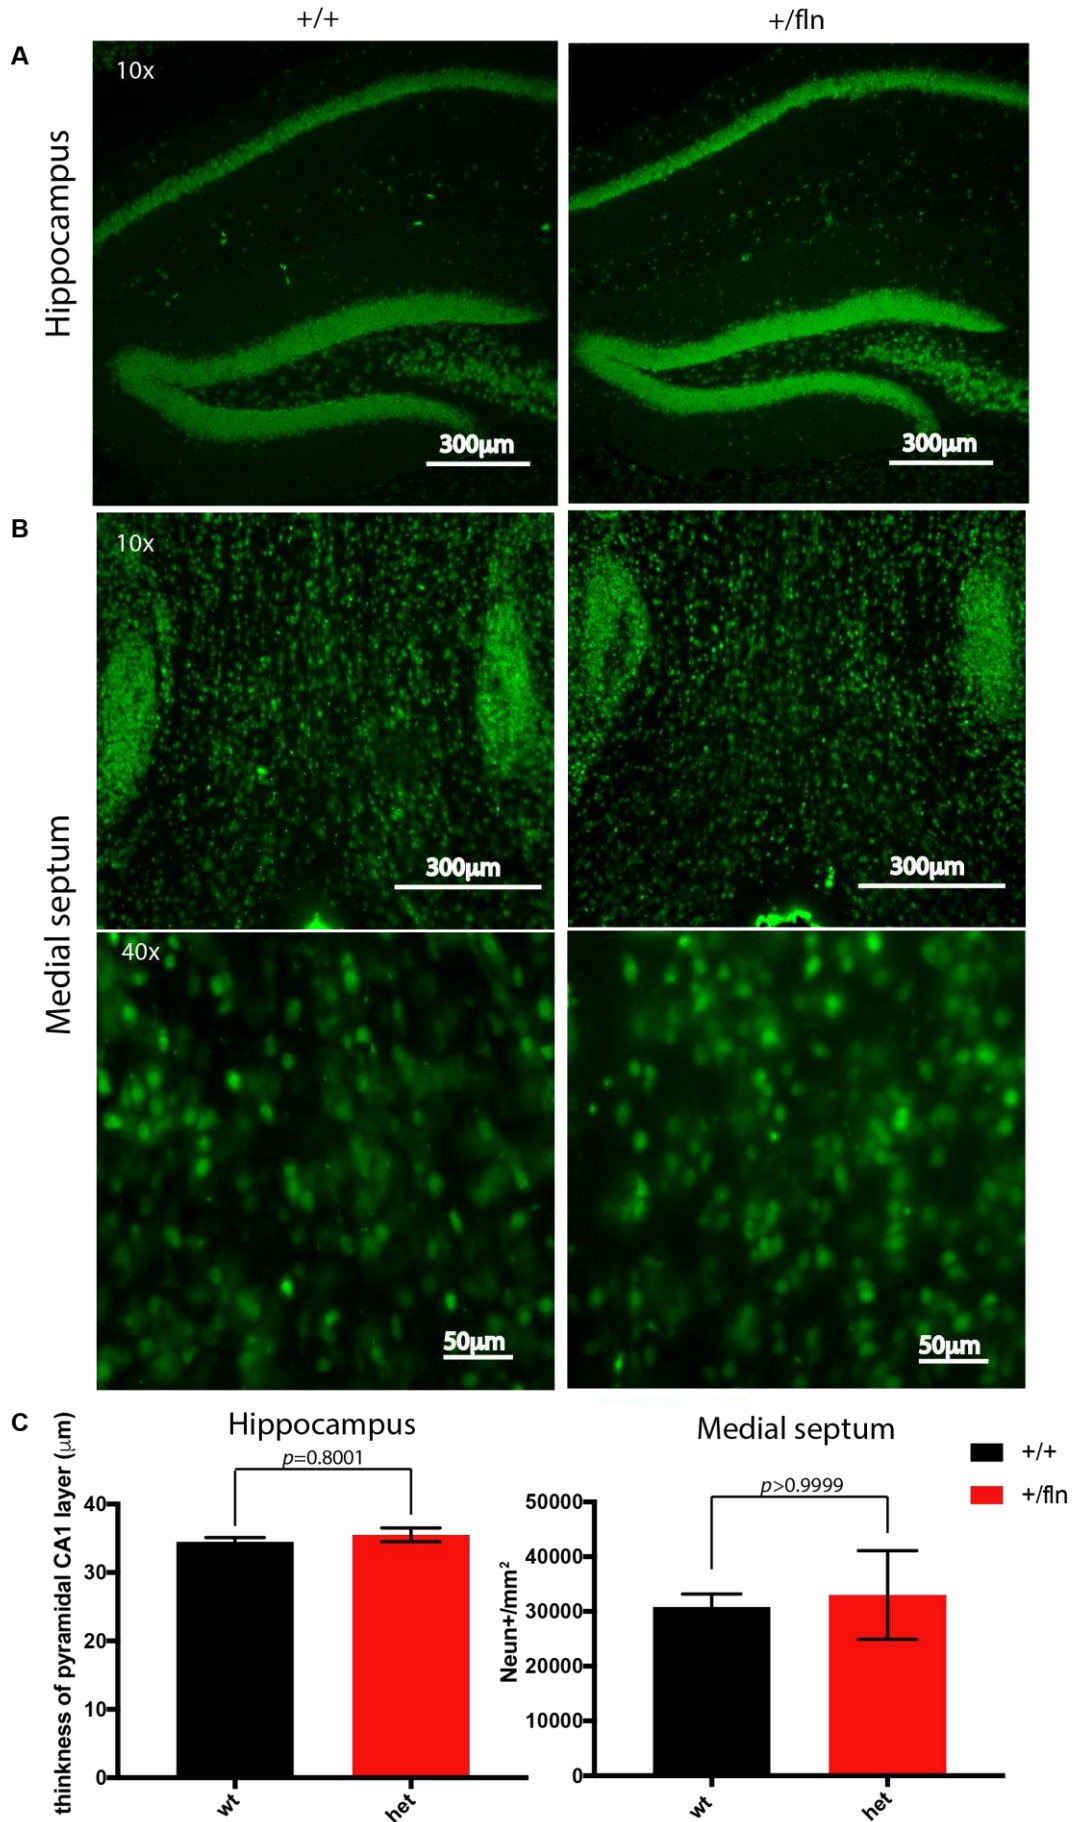 +/+
+/fln
A
10x
Hippocampus
300μm
300μm
B
10x
Medial septum
300μm
300μm
40x
50μm
50μm
C
Hippocampus
p=0.8001
thinkness of pyramidal CA1 layer (μm)
40
30
20
10
0
wt
het
Medial septum
p>0.9999
Neun+/mm²
50000
40000
30000
20000
10000
0
wt
het
+/+
+/fln